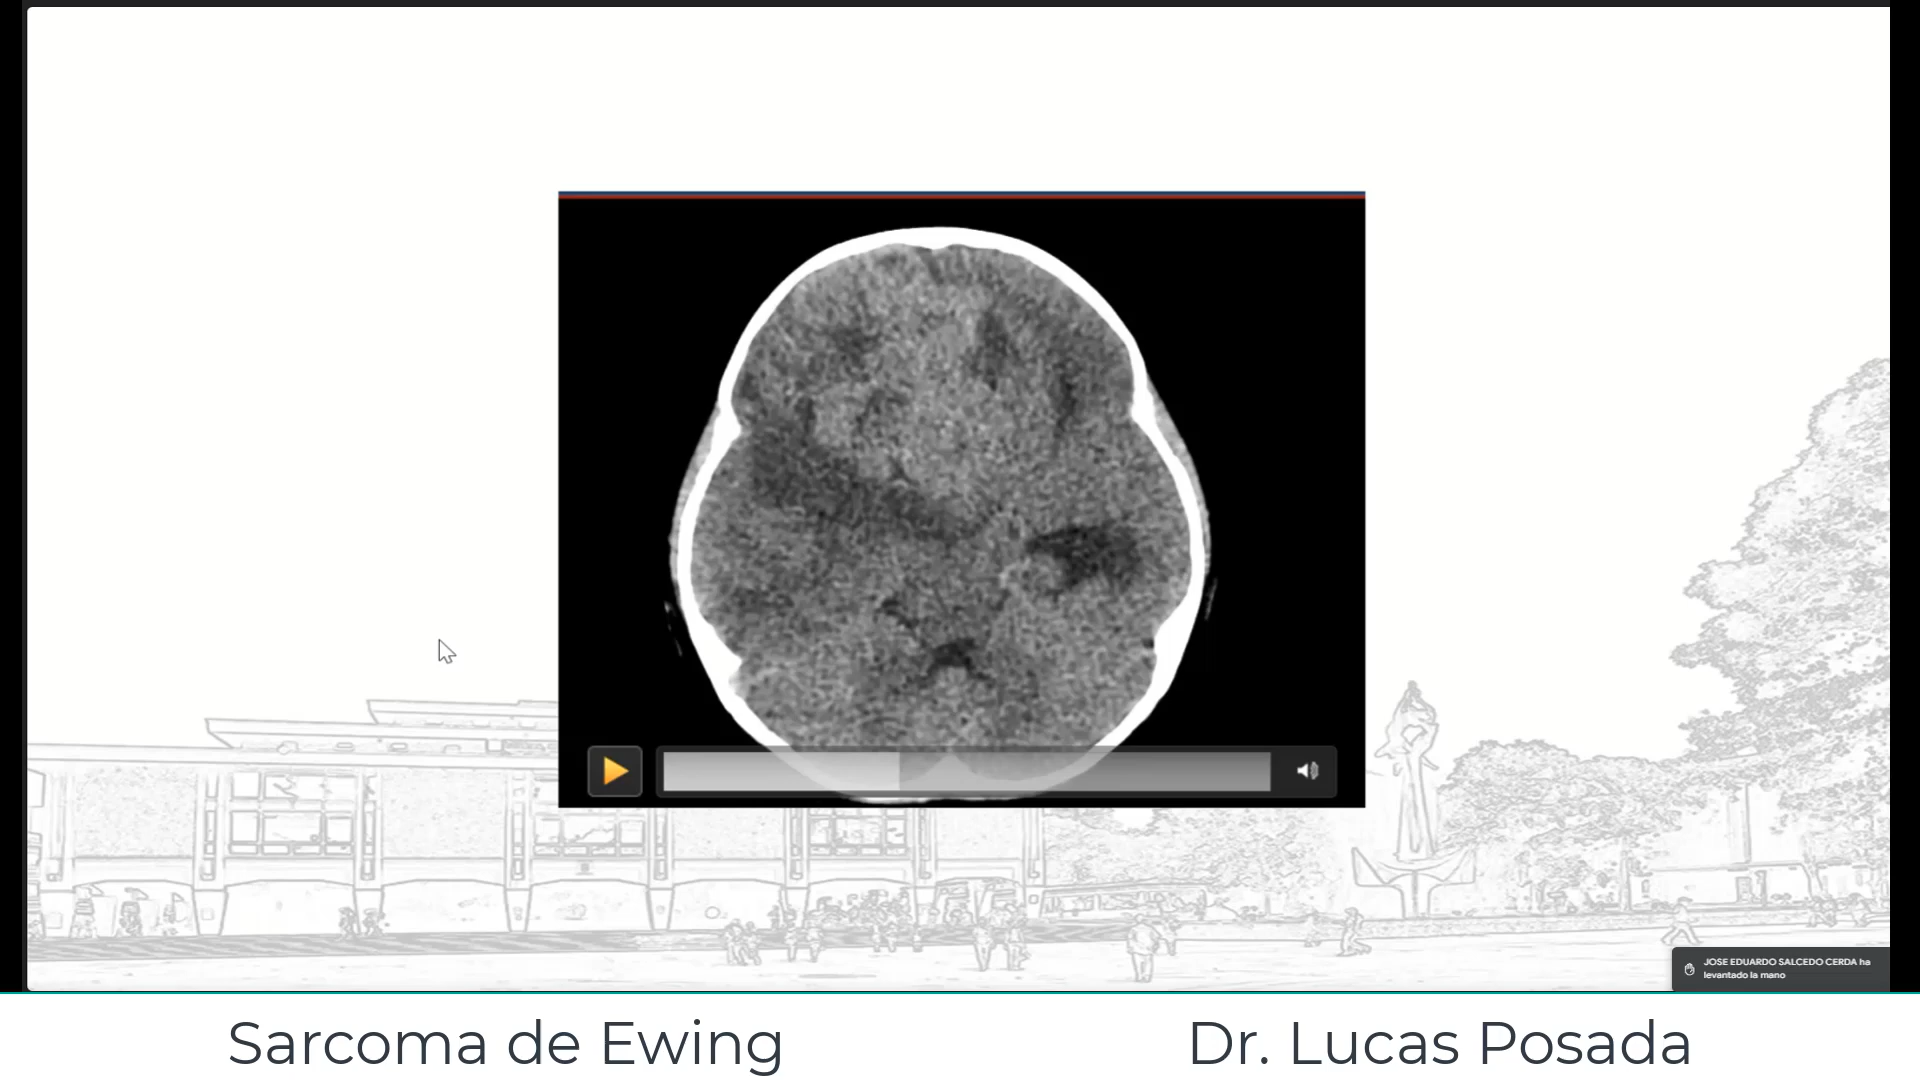 JOSE EDUARDO SALCEDO CERDA ha
levantado la mano
Sarcoma de Ewing
Dr. Lucas Posada